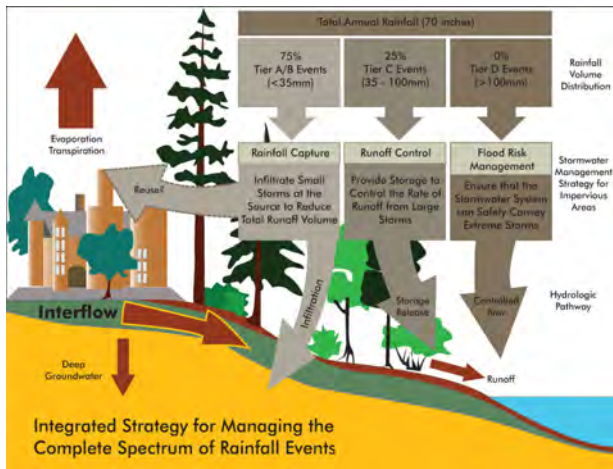 Total Annual Rainfall (70 inches)
75%
Tier A/B Events
(<35mm)
25%
Tier C Events
(35 - 100mm)
0%
Tier D Events
(>100mm)
Rainfall
Volume
Distribution
Evaporation
Transpiration
Reuse?
Rainfall Capture
Infiltrate Small
Storms at the
Source to Reduce
Total Runoff Volume
Runoff Control
Provide Storage to
Control the Rate of
Runoff from Large
Storms
Flood Risk
Management
Ensure that the
Stormwater System
can Safely Convey
Extreme Storms
Stormwater
Management
Strategy for
Impervious
Areas
Interflow
Infiltration
Storage
Release
Controlled
Flow
Hydrologic
Pathway
Deep
Groundwater
Runoff
Integrated Strategy for Managing the
Complete Spectrum of Rainfall Events